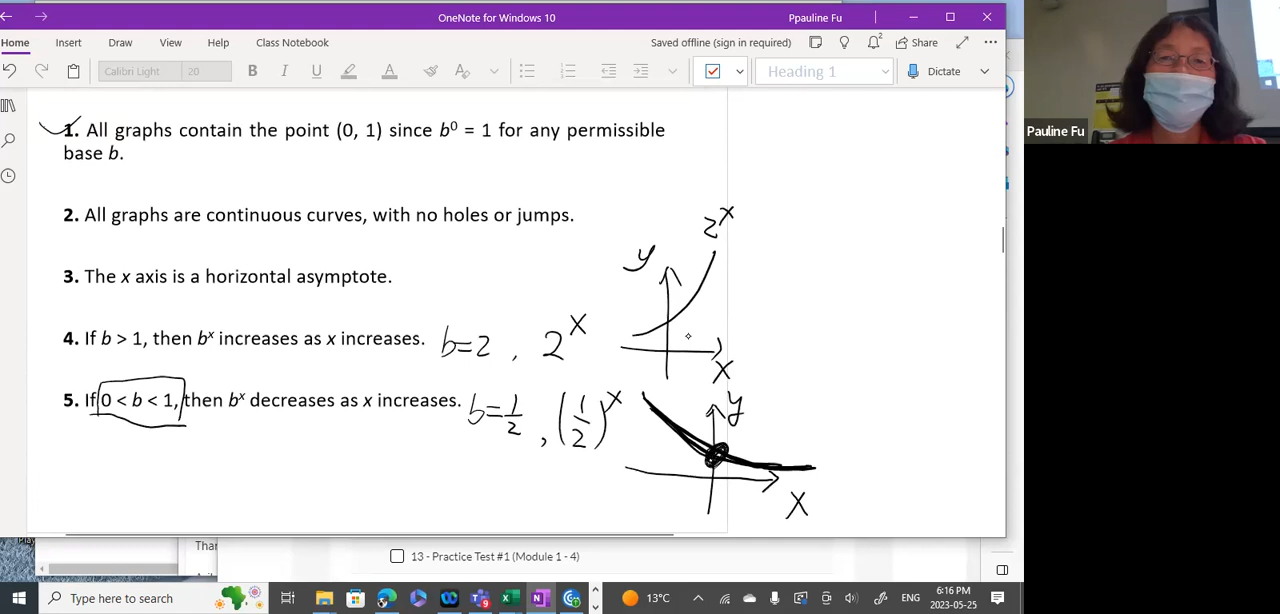 OneNote for Windows 10
Ppauline Fu
Home Insert Draw View Help Class Notebook
Saved offline (sign in required)
2
Share
Calibri Light 20
B I U A
Heading 1
Dictate
1. All graphs contain the point (0, 1) since b⁰ = 1 for any permissible
base b.
2. All graphs are continuous curves, with no holes or jumps.
2ˣ
y
3. The x axis is a horizontal asymptote.
4. If b > 1, then bˣ increases as x increases. b=2 , 2ˣ
x
5. If 0 < b < 1, then bˣ decreases as x increases. b=1/2 , (1/2)ˣ
y
x
Pauline Fu
Play
Than
13 - Practice Test #1 (Module 1 - 4)
Type here to search
13°C
ENG
6:16 PM
2023-05-25